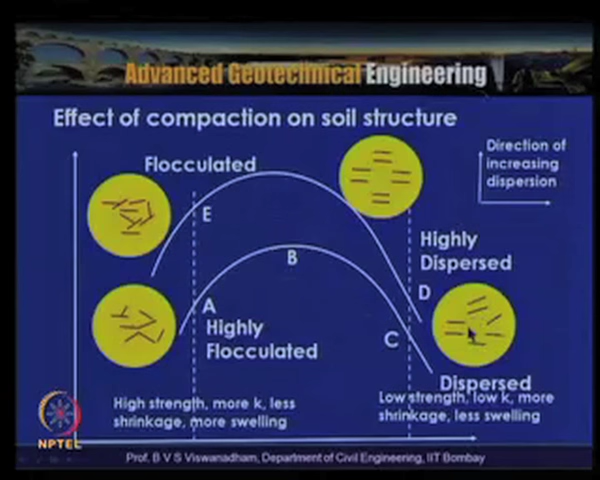 Advanced Geotechnical Engineering
Effect of compaction on soil structure
Flocculated
Direction of
increasing
dispersion
E
Highly
Dispersed
B
D
A
Highly
Flocculated
C
Dispersed
High strength, more k, less
shrinkage, more swelling
Low strength, low k, more
shrinkage, less swelling
NPTEL
Prof. B V S Viswanadham, Department of Civil Engineering, IIT Bombay